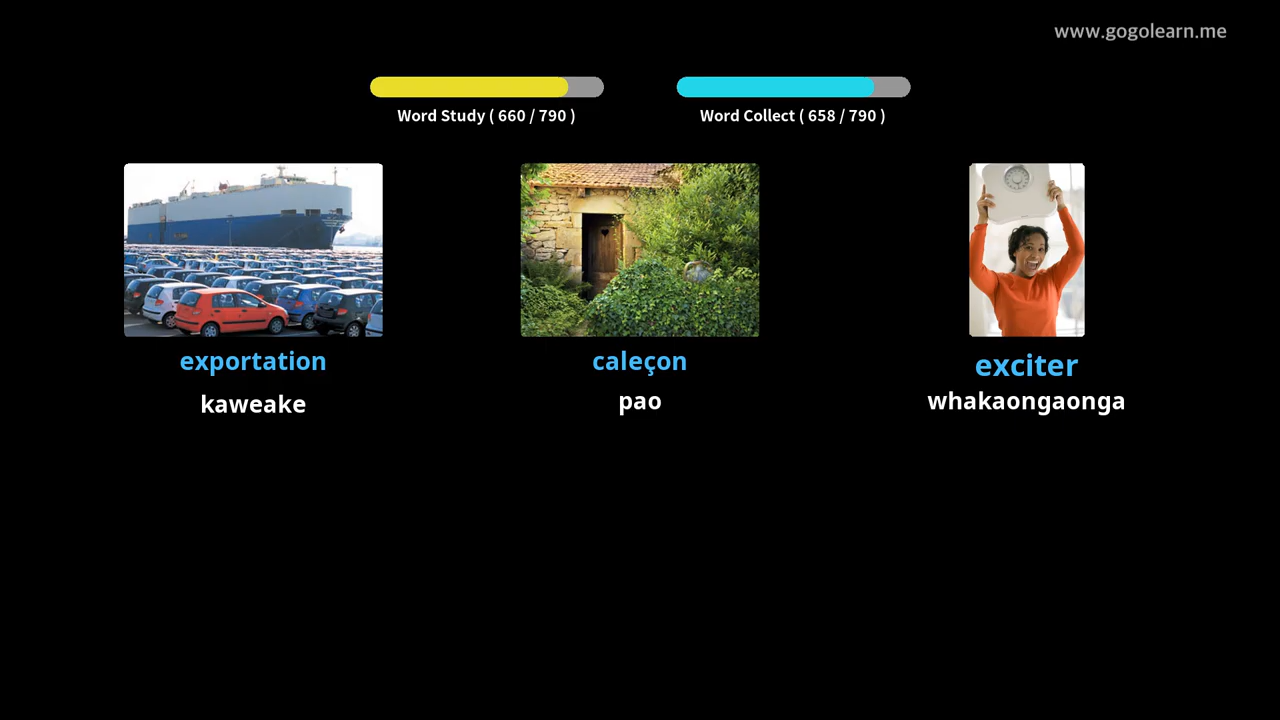 www.gogolearn.me
Word Study ( 660 / 790 )
Word Collect ( 658 / 790 )
exportation
kaweake
caleçon
pao
exciter
whakaongaonga